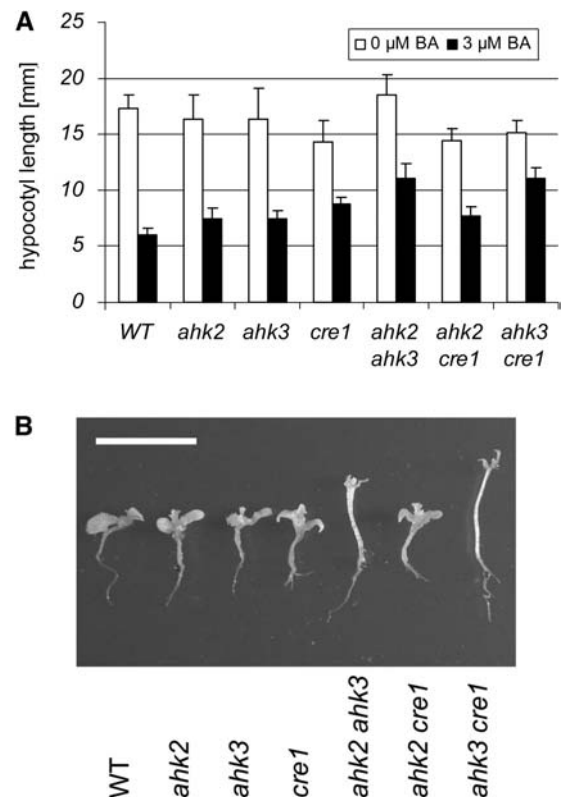 A
0 µM BA 3 µM BA
hypocotyl length [mm]
25
20
15
10
5
0
WT ahk2 ahk3 cre1 ahk2 ahk2 ahk3
ahk3 cre1 cre1
B
WT
ahk2
ahk3
cre1
ahk2 ahk3
ahk2 cre1
ahk3 cre1